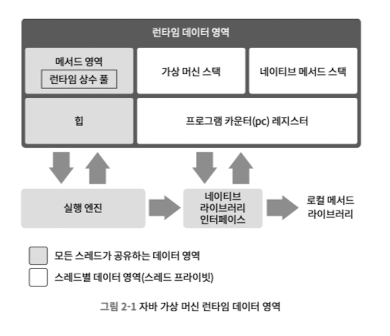 런타임 데이터 영역
메서드 영역
런타임 상수 풀
가상 머신 스택
네이티브 메서드 스택
힙
프로그램 카운터(pc) 레지스터
실행 엔진
네이티브
라이브러리
인터페이스
로컬 메서드
라이브러리
모든 스레드가 공유하는 데이터 영역
스레드별 데이터 영역(스레드 프라이빗)
그림 2-1 자바 가상 머신 런타임 데이터 영역